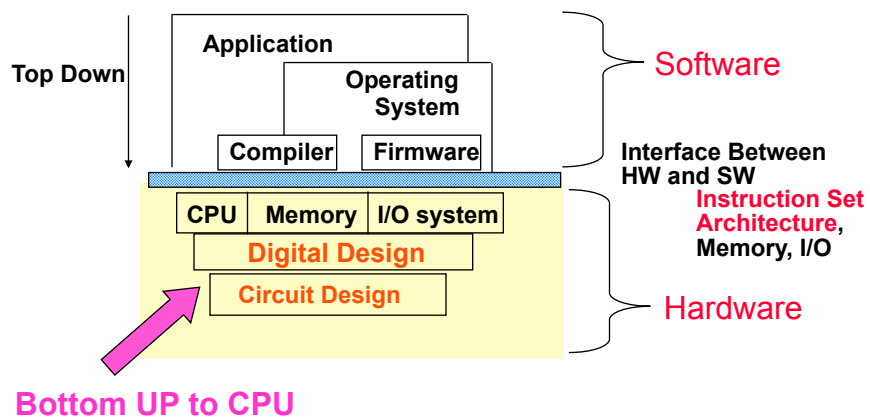 Application
Software
Top Down
Operating
System
Compiler
Firmware
Interface Between
HW and SW
Instruction Set
Architecture,
Memory, I/O
CPU
Memory
I/O system
Digital Design
Circuit Design
Hardware
Bottom UP to CPU